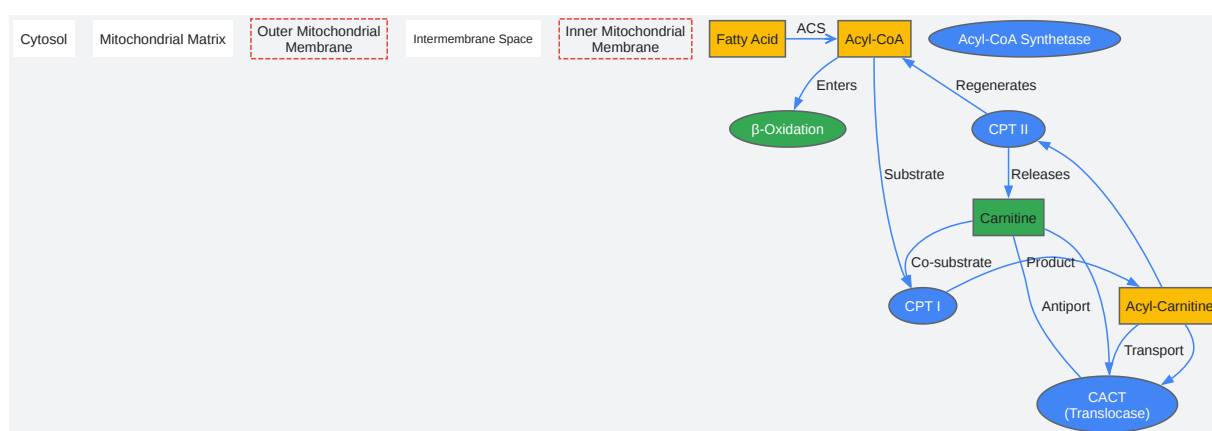 Cytosol
Mitochondrial Matrix
Outer Mitochondrial
Membrane
Intermembrane Space
Inner Mitochondrial
Membrane
Fatty Acid
ACS
Acyl-CoA
Acyl-CoA Synthetase
Enters
Regenerates
β-Oxidation
CPT II
Substrate
Releases
Carnitine
Co-substrate
Product
CPT I
Antiport
Acyl-Carnitine
Transport
CACT
(Translocase)